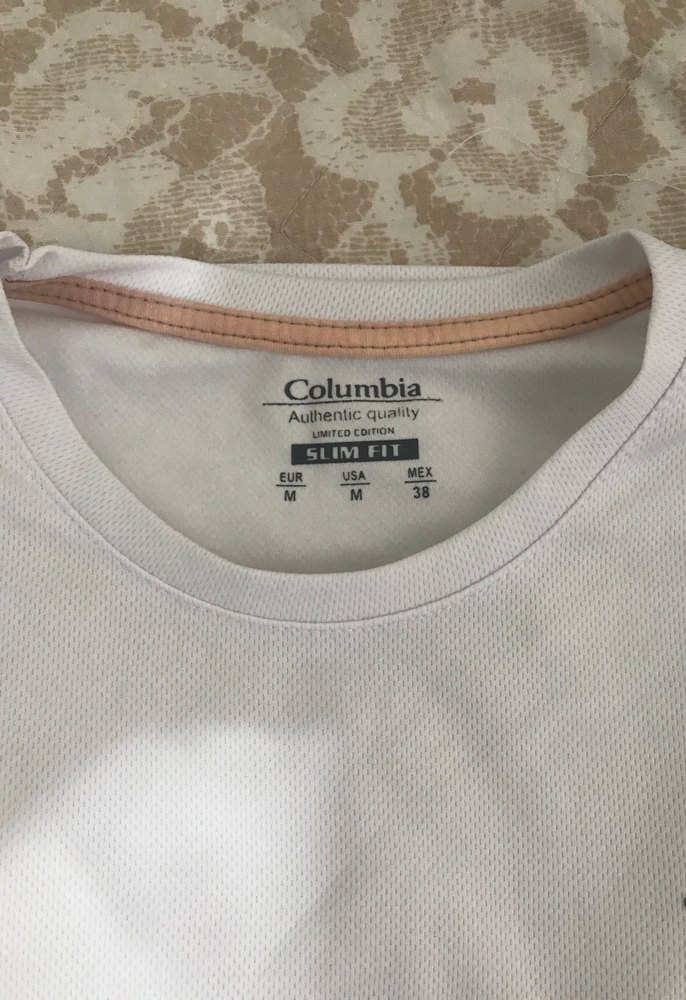 Columbia
Authentic quality
LIMITED EDITION
SLIM FIT
EUR USA MEX
M M 38